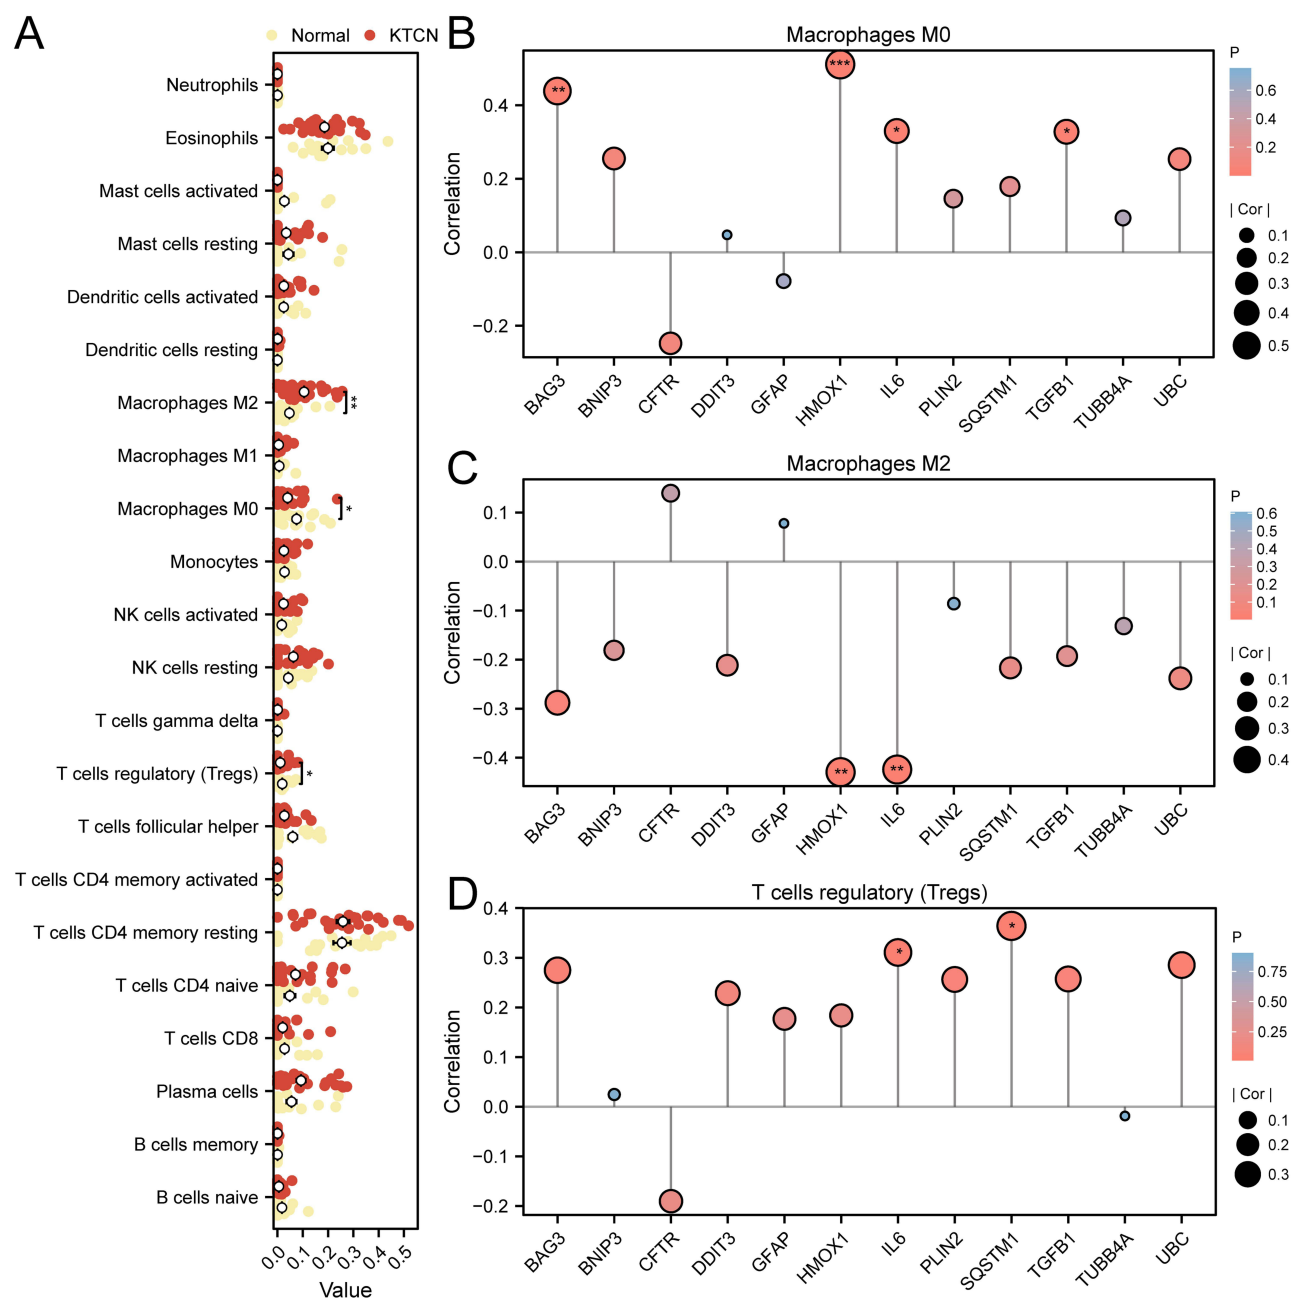 A
Normal KTCN
Neutrophils
Eosinophils
Mast cells activated
Mast cells resting
Dendritic cells activated
Dendritic cells resting
Macrophages M2
**
Macrophages M1
Macrophages M0
*
Monocytes
NK cells activated
NK cells resting
T cells gamma delta
T cells regulatory (Tregs)
*
T cells follicular helper
T cells CD4 memory activated
T cells CD4 memory resting
T cells CD4 naive
T cells CD8
Plasma cells
B cells memory
B cells naive
0.0 0.1 0.2 0.3 0.4 0.5
Value
B
Macrophages M0
Correlation
0.4
0.2
0.0
−0.2
** *** * *
BAG3 BNIP3 CFTR DDIT3 GFAP HMOX1 IL6 PLIN2 SQSTM1 TGFB1 TUBB4A UBC
P
0.6
0.4
0.2
| Cor |
0.1
0.2
0.3
0.4
0.5
C
Macrophages M2
Correlation
0.1
0.0
−0.1
−0.2
−0.3
−0.4
** **
BAG3 BNIP3 CFTR DDIT3 GFAP HMOX1 IL6 PLIN2 SQSTM1 TGFB1 TUBB4A UBC
P
0.6
0.5
0.4
0.3
0.2
0.1
| Cor |
0.1
0.2
0.3
0.4
D
T cells regulatory (Tregs)
Correlation
0.4
0.3
0.2
0.1
0.0
−0.1
−0.2
* *
BAG3 BNIP3 CFTR DDIT3 GFAP HMOX1 IL6 PLIN2 SQSTM1 TGFB1 TUBB4A UBC
P
0.75
0.50
0.25
| Cor |
0.1
0.2
0.3